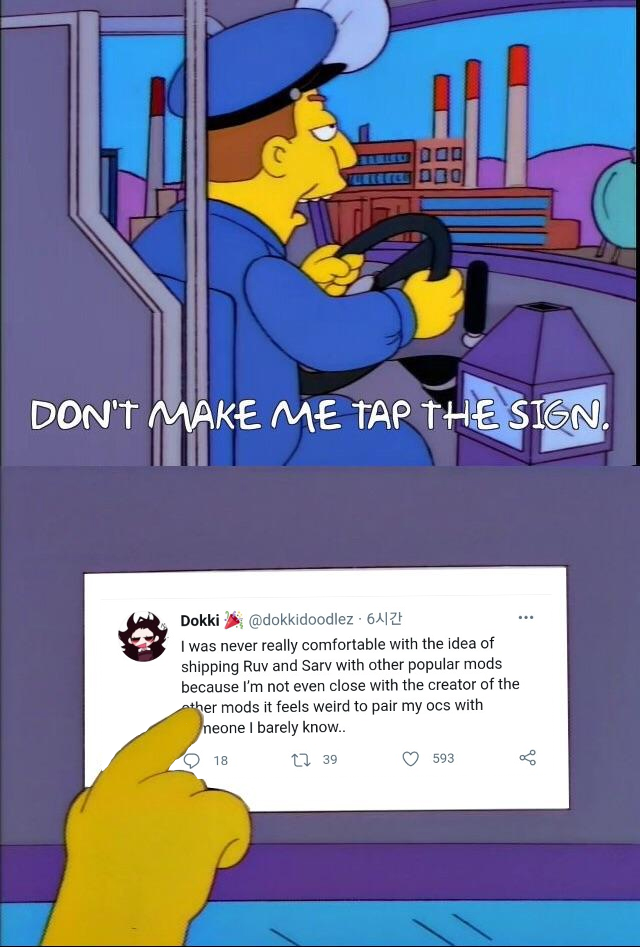 DON'T MAKE ME TAP THE SIGN.
Dokki 🎉 @dokkidoodlez · 6시간
I was never really comfortable with the idea of
shipping Ruv and Sarv with other popular mods
because I'm not even close with the creator of the
other mods it feels weird to pair my ocs with
someone I barely know..
18 39 593